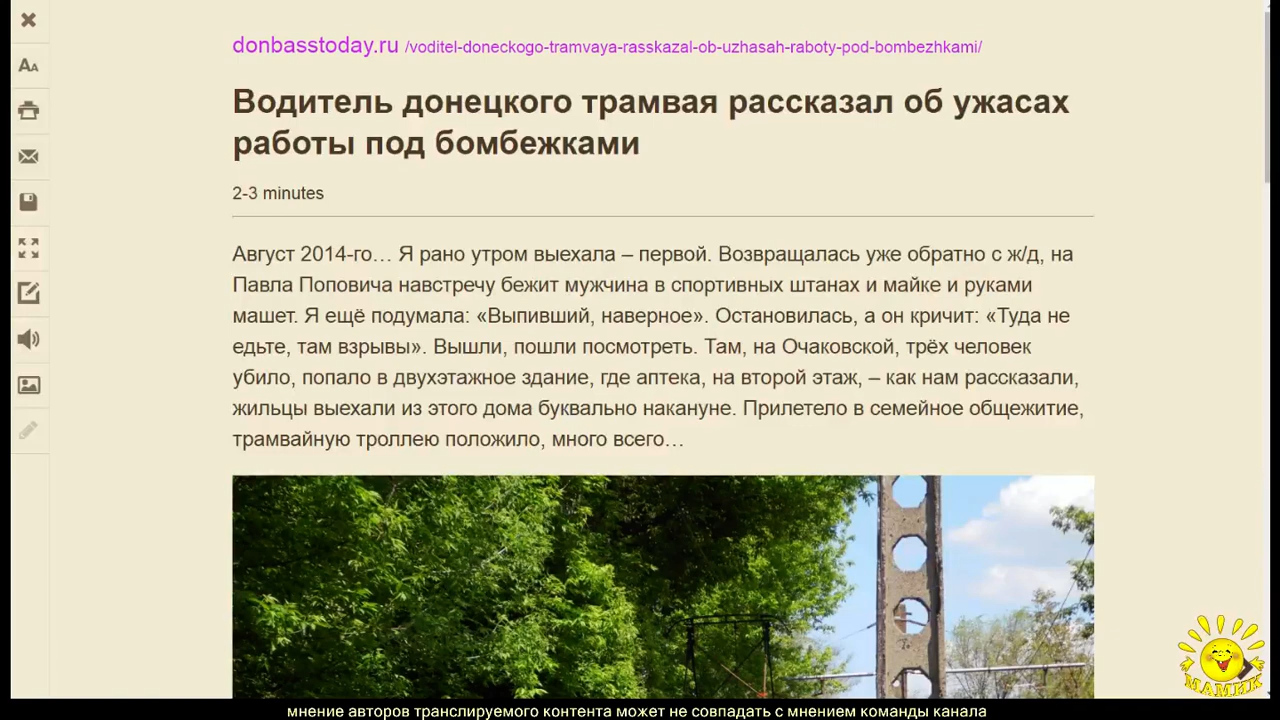 donbasstoday.ru /voditel-doneckogo-tramvaya-rasskazal-ob-uzhasah-raboty-pod-bombezhkami/
Водитель донецкого трамвая рассказал об ужасах
работы под бомбежками
2-3 minutes
Август 2014-го… Я рано утром выехала – первой. Возвращалась уже обратно с ж/д, на
Павла Поповича навстречу бежит мужчина в спортивных штанах и майке и руками
машет. Я ещё подумала: «Выпивший, наверное». Остановилась, а он кричит: «Туда не
едьте, там взрывы». Вышли, пошли посмотреть. Там, на Очаковской, трёх человек
убило, попало в двухэтажное здание, где аптека, на второй этаж, – как нам рассказали,
жильцы выехали из этого дома буквально накануне. Прилетело в семейное общежитие,
трамвайную троллею положило, много всего…
МАМИК
мнение авторов транслируемого контента может не совпадать с мнением команды канала